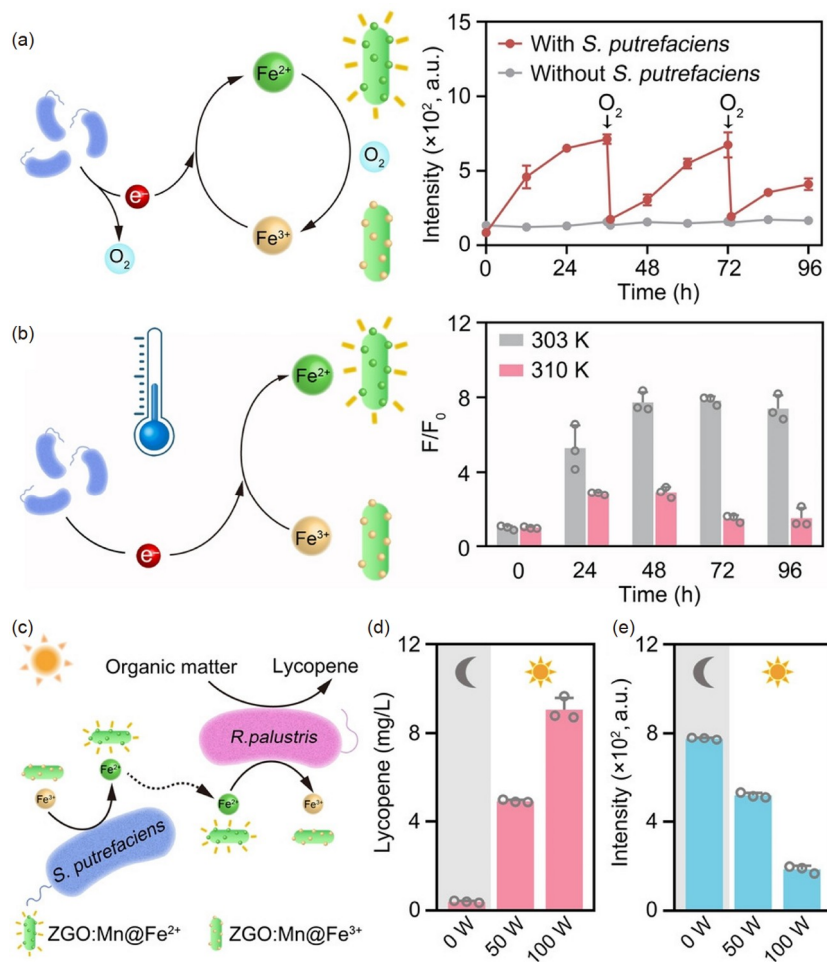 (a)
Fe2+
O2
e−
Fe3+
O2
Intensity (×10², a.u.)
15
10
5
0
With S. putrefaciens
Without S. putrefaciens
O2
O2
0
24
48
72
96
Time (h)
(b)
Fe2+
e−
Fe3+
F/F0
12
8
4
0
303 K
310 K
0
24
48
72
96
Time (h)
(c)
Organic matter
Lycopene
R.palustris
Fe2+
Fe3+
Fe2+
Fe3+
S. putrefaciens
ZGO:Mn@Fe2+
ZGO:Mn@Fe3+
(d)
Lycopene (mg/L)
12
8
4
0
0 W
50 W
100 W
(e)
Intensity (×10², a.u.)
12
8
4
0
0 W
50 W
100 W